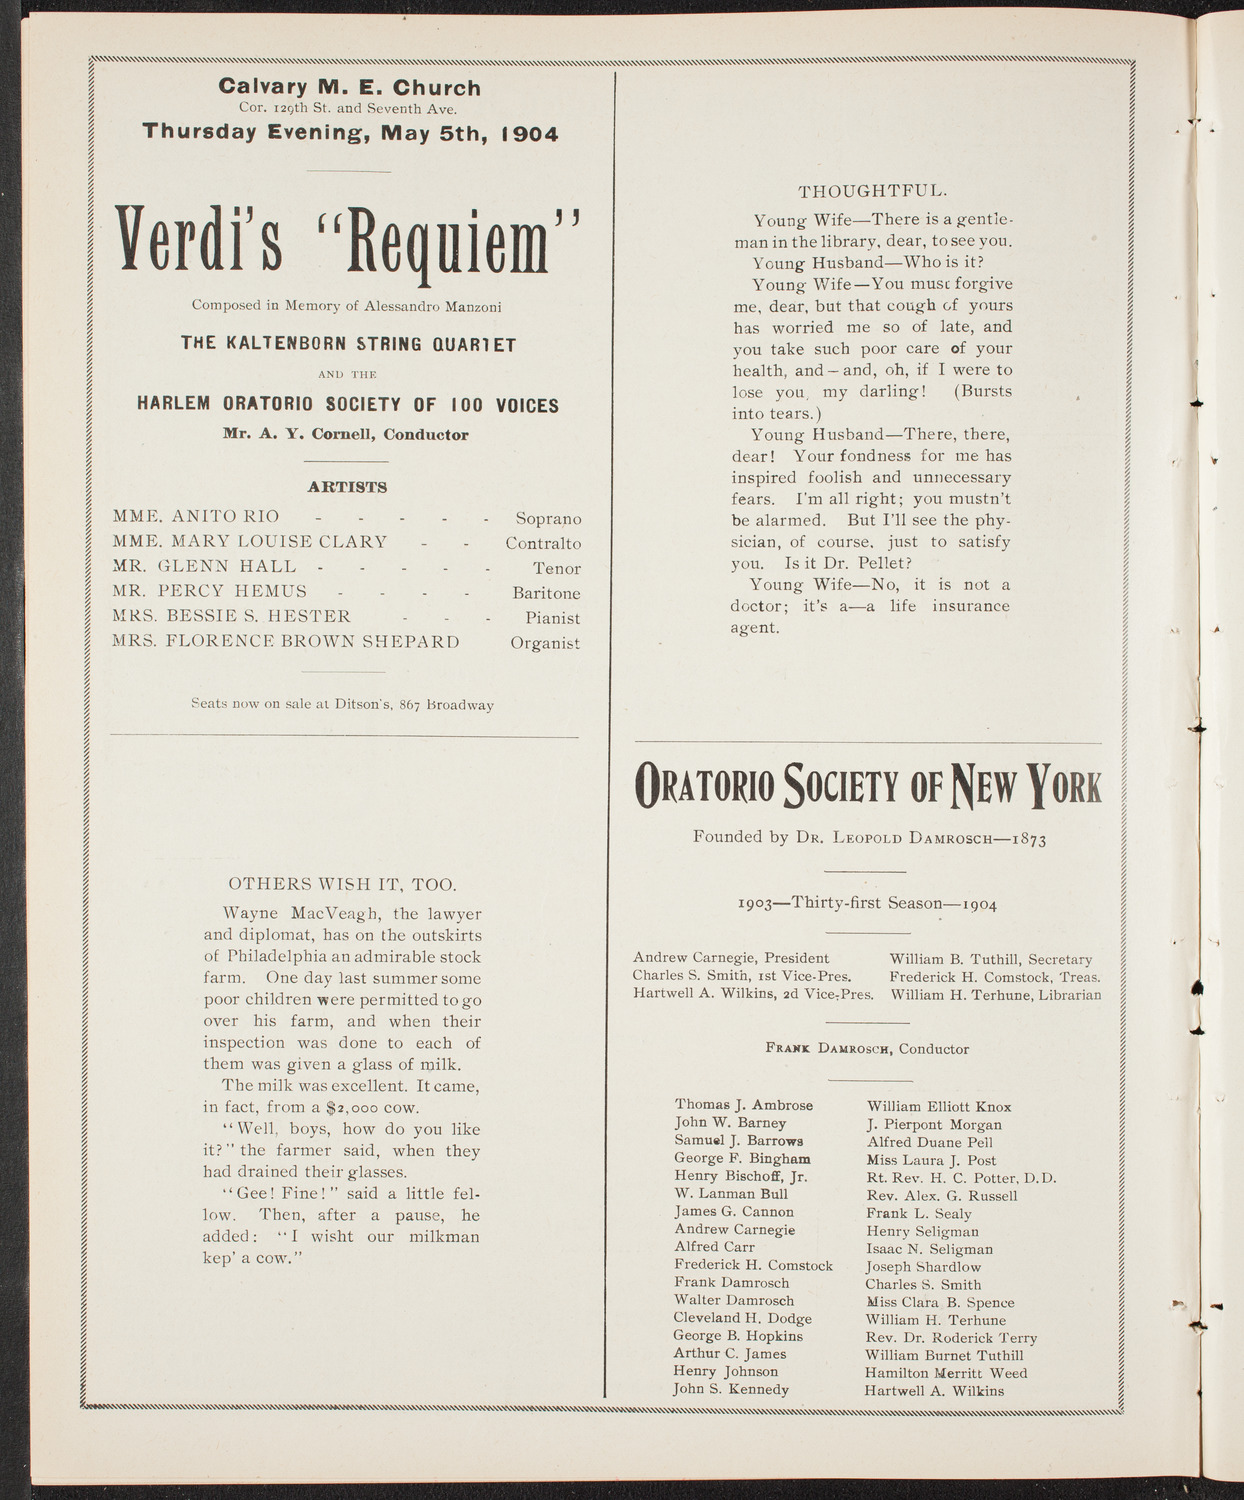 Calvary M. E. Church
Cor. 129th St. and Seventh Ave.
Thursday Evening, May 5th, 1904
Verdi's "Requiem"
Composed in Memory of Alessandro Manzoni
THE KALTENBORN STRING QUARTET
AND THE
HARLEM ORATORIO SOCIETY OF 100 VOICES
Mr. A. Y. Cornell, Conductor
ARTISTS
MME. ANITO RIO - - - - - Soprano
MME. MARY LOUISE CLARY - - Contralto
MR. GLENN HALL - - - - - Tenor
MR. PERCY HEMUS - - - - Baritone
MRS. BESSIE S. HESTER - - - Pianist
MRS. FLORENCE BROWN SHEPARD Organist
Seats now on sale at Ditson's, 867 Broadway
OTHERS WISH IT, TOO.
Wayne MacVeagh, the lawyer
and diplomat, has on the outskirts
of Philadelphia an admirable stock
farm. One day last summer some
poor children were permitted to go
over his farm, and when their
inspection was done to each of
them was given a glass of milk.
The milk was excellent. It came,
in fact, from a $2,000 cow.
"Well, boys, how do you like
it?" the farmer said, when they
had drained their glasses.
"Gee! Fine!" said a little fel-
low. Then, after a pause, he
added: "I wisht our milkman
kep' a cow."
THOUGHTFUL.
Young Wife—There is a gentle-
man in the library, dear, to see you.
Young Husband—Who is it?
Young Wife—You must forgive
me, dear, but that cough of yours
has worried me so of late, and
you take such poor care of your
health, and—and, oh, if I were to
lose you, my darling! (Bursts
into tears.)
Young Husband—There, there,
dear! Your fondness for me has
inspired foolish and unnecessary
fears. I'm all right; you mustn't
be alarmed. But I'll see the phy-
sician, of course, just to satisfy
you. Is it Dr. Pellet?
Young Wife—No, it is not a
doctor; it's a—a life insurance
agent.
ORATORIO SOCIETY OF NEW YORK
Founded by DR. LEOPOLD DAMROSCH—1873
1903—Thirty-first Season—1904
Andrew Carnegie, President
Charles S. Smith, 1st Vice-Pres.
Hartwell A. Wilkins, 2d Vice-Pres.
William B. Tuthill, Secretary
Frederick H. Comstock, Treas.
William H. Terhune, Librarian
FRANK DAMROSCH, Conductor
Thomas J. Ambrose
John W. Barney
Samuel J. Barrows
George F. Bingham
Henry Bischoff, Jr.
W. Lanman Bull
James G. Cannon
Andrew Carnegie
Alfred Carr
Frederick H. Comstock
Frank Damrosch
Walter Damrosch
Cleveland H. Dodge
George B. Hopkins
Arthur C. James
Henry Johnson
John S. Kennedy
William Elliott Knox
J. Pierpont Morgan
Alfred Duane Pell
Miss Laura J. Post
Rt. Rev. H. C. Potter, D.D.
Rev. Alex. G. Russell
Frank L. Sealy
Henry Seligman
Isaac N. Seligman
Joseph Shardlow
Charles S. Smith
Miss Clara B. Spence
William H. Terhune
Rev. Dr. Roderick Terry
William Burnet Tuthill
Hamilton Merritt Weed
Hartwell A. Wilkins